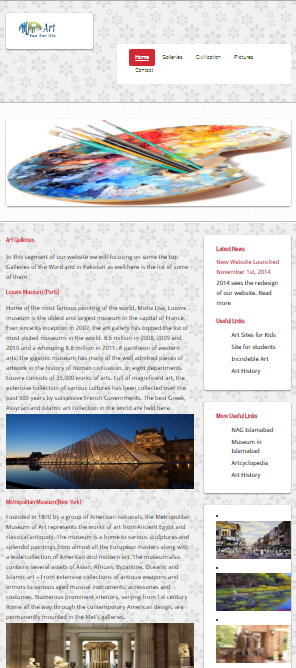 Art
fun for life
Home
Galleries
Civilization
Pictures
Contact
Art Galleries
In this segment of our website we will focusing on some the top
Galleries of the Word and in Pakistan as well.here is the list of some
of them
Louvre Museum (Paris)
Home of the most famous painting of the world, Mona Lisa, Louvre
museum is the oldest and largest museum in the capital of France.
Ever since its inception in 2007, the art gallery has topped the list of
most visited museums in the world. 8.5 million in 2008, 2009 and
2010 and a whooping 8.8 million in 2011. A pantheon of western
arts; the gigantic museum has many of the well admired pieces of
artwork in the history of human civilization. In eight departments
Louvre consists of 35,000 works of arts. Full of magnificent art, the
extensive collection of various cultures has been collected over the
past 500 years by successive French Governments. The best Greek,
Assyrian and Islamic art collection in the world are held here.
Metropolitan Museum(New York)
Founded in 1870 by a group of American nationals, the Metropolitan
Museum of Art represents the works of art from Ancient Egypt and
classical antiquity. The museum is home to various sculptures and
splendid paintings from almost all the European masters along with
a wide collection of American and modern art. The museum also
contains several assets of Asian, African, Byzantine, Oceanic and
Islamic art – From extensive collections of antique weapons and
armors to various aged musical instruments; accessories and
costumes. Numerous prominent interiors, varying from 1st century
Rome all the way through the contemporary American design, are
permanently mounted in the Met's galleries.
Latest News
New Website Launched
November 1st, 2014
2014 sees the redesign
of our website. Read
more
Useful Links
Art Sites for Kids
Site for students
Incridible Art
Art History
More Useful Links
NAG Islamabad
Museum in
Islamabad
Artcyclopedia
Art History